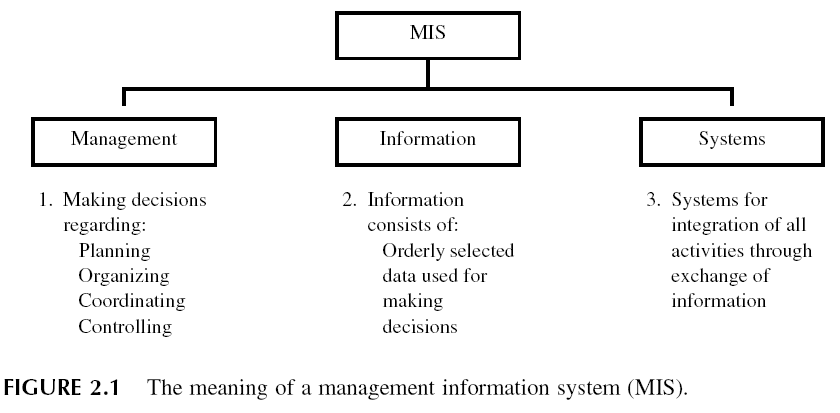 MIS
Management
Information
Systems
1. Making decisions
regarding:
Planning
Organizing
Coordinating
Controlling
2. Information
consists of:
Orderly selected
data used for
making
decisions
3. Systems for
integration of all
activities through
exchange of
information
FIGURE 2.1 The meaning of a management information system (MIS).